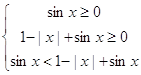 sin x ≥ 0
1−| x |+sin x ≥ 0
sin x < 1−| x |+sin x